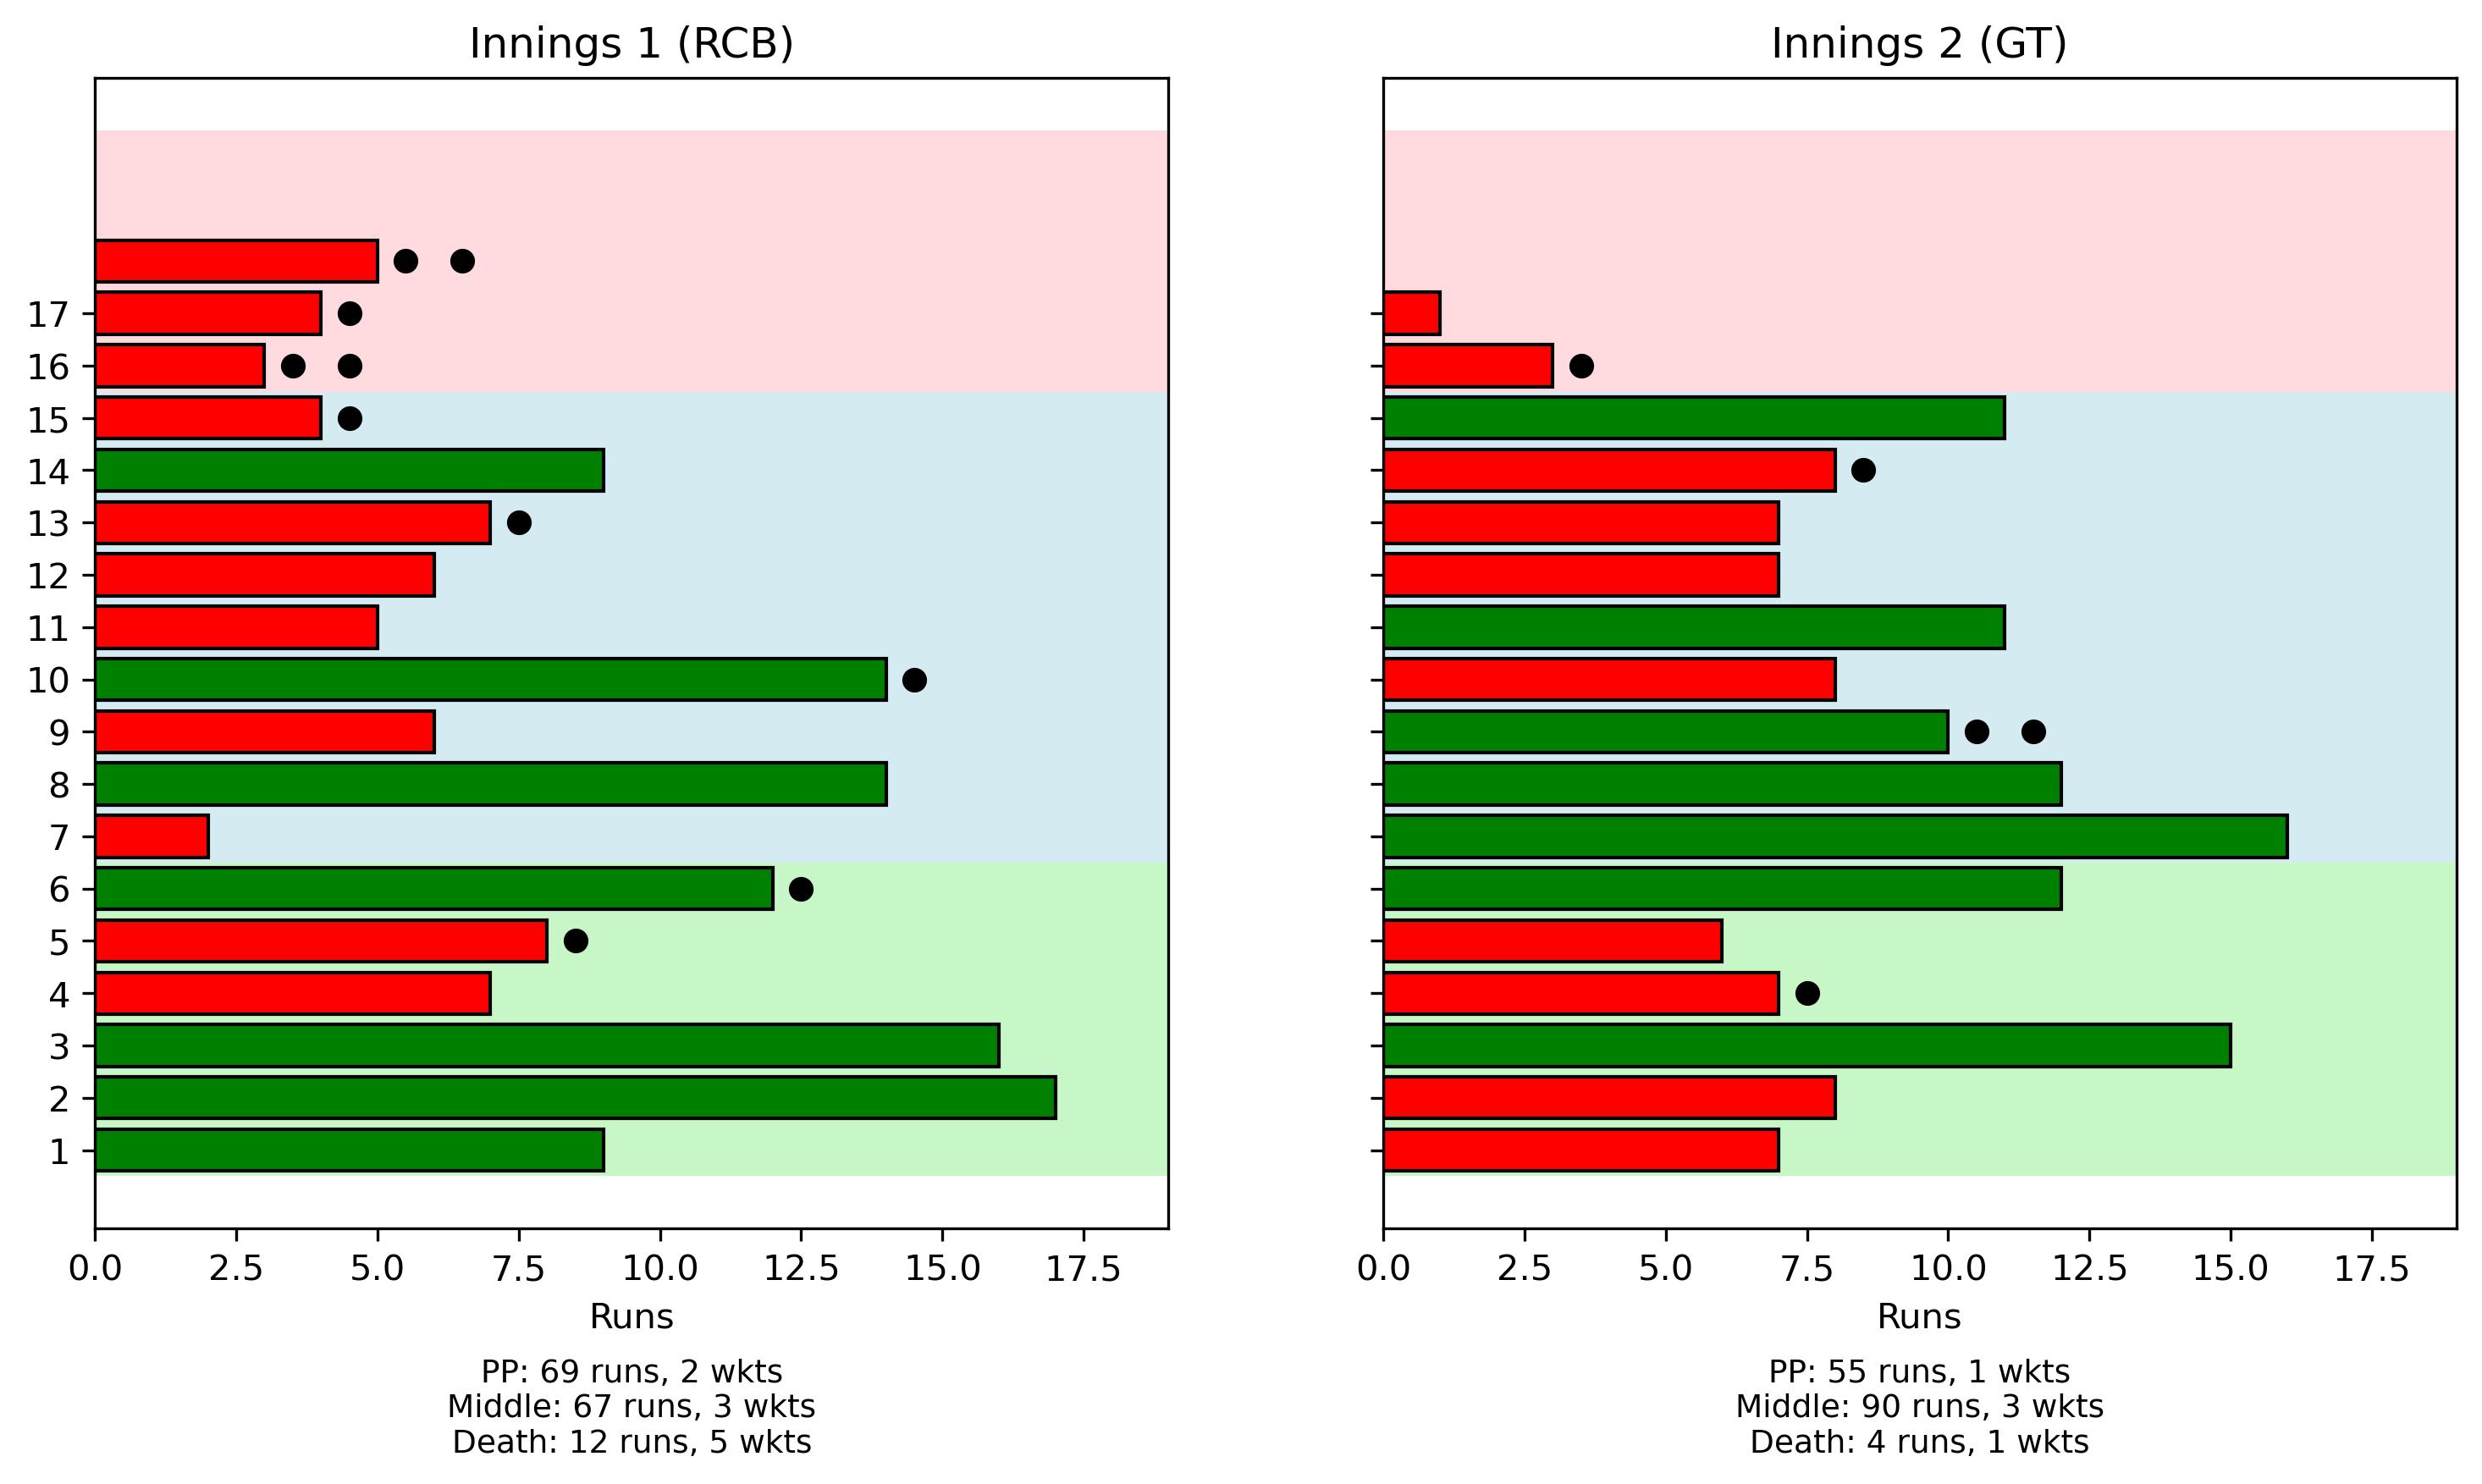 Innings 1 (RCB)
17
16
15
14
13
12
11
10
9
8
7
6
5
4
3
2
1
0.0 2.5 5.0 7.5 10.0 12.5 15.0 17.5
Runs
PP: 69 runs, 2 wkts
Middle: 67 runs, 3 wkts
Death: 12 runs, 5 wkts
Innings 2 (GT)
0.0 2.5 5.0 7.5 10.0 12.5 15.0 17.5
Runs
PP: 55 runs, 1 wkts
Middle: 90 runs, 3 wkts
Death: 4 runs, 1 wkts